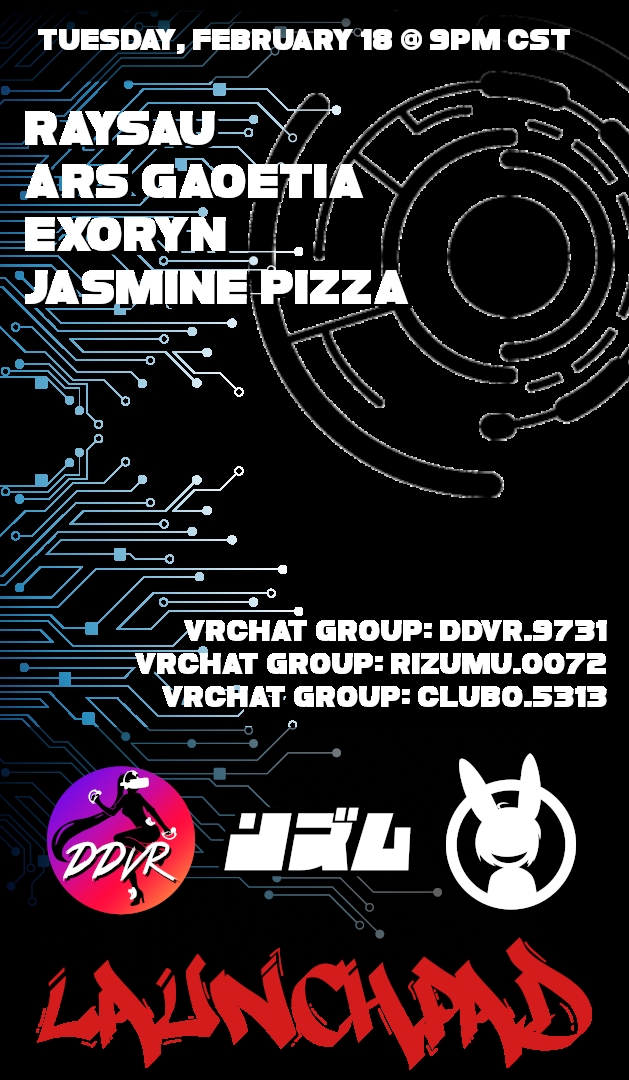 TUESDAY, FEBRUARY 18 @ 9PM CST
RAYSAU
ARS GAOETIA
EXORYN
JASMINE PIZZA
VRCHAT GROUP: DDVR.9731
VRCHAT GROUP: RIZUMU.0072
VRCHAT GROUP: CLUB0.5313
DDVR
リズム
LAUNCHPAD